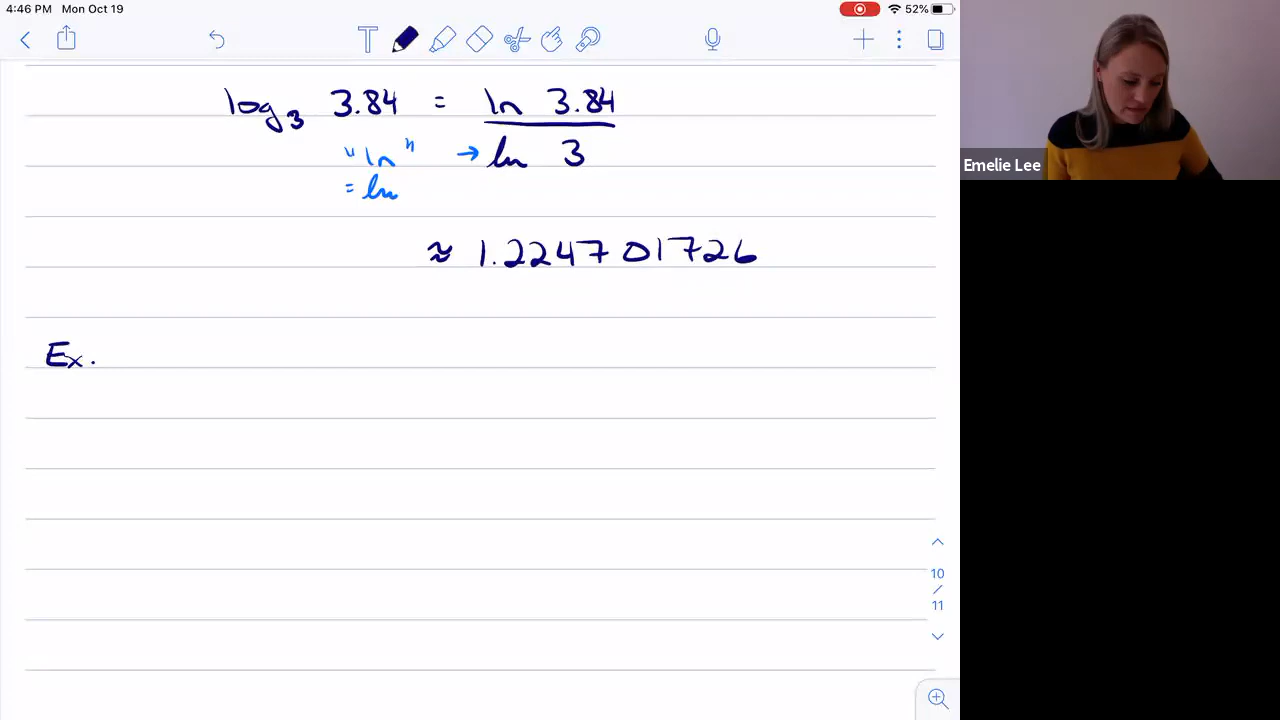 4:46 PM Mon Oct 19
52%
log₃ 3.84 = ln 3.84
"ln" → ln 3
= ln
≈ 1.224701726
Ex.
Emelie Lee
10
/
11